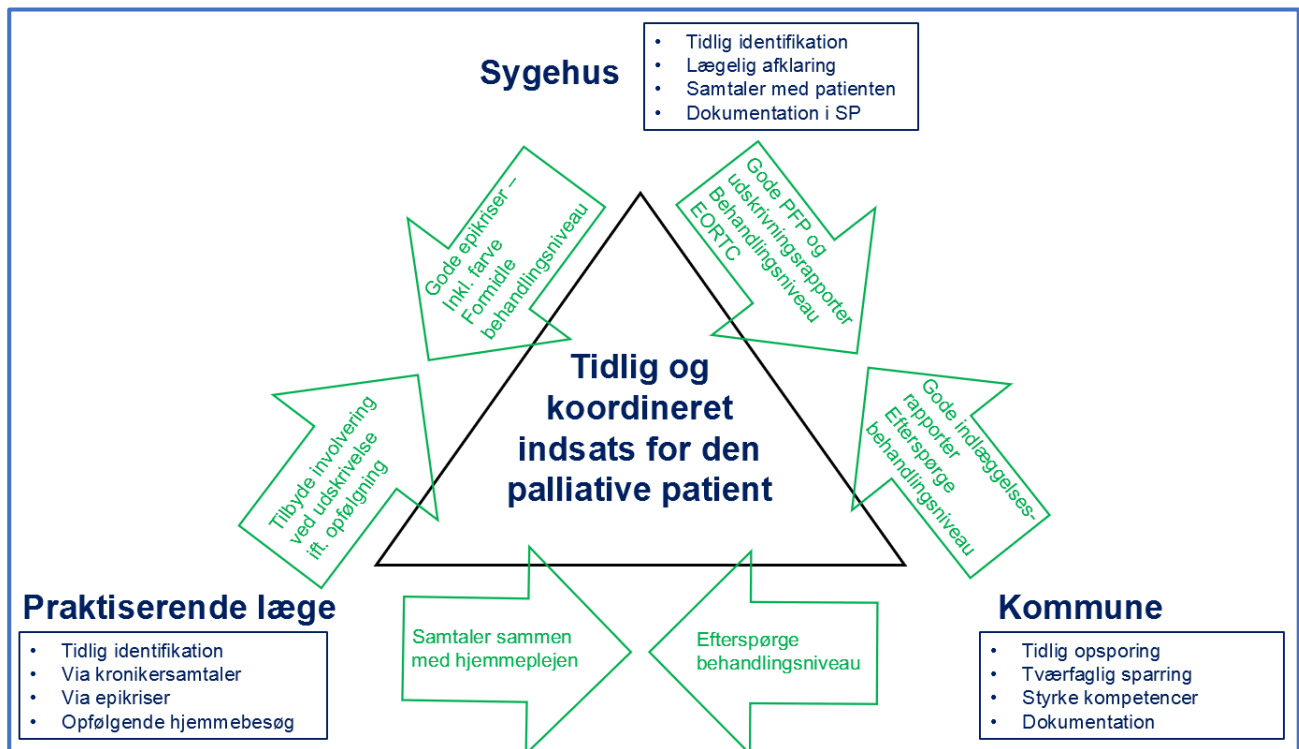 Sygehus
• Tidlig identifikation
• Lægelig afklaring
• Samtaler med patienten
• Dokumentation i SP
Gode epikriser –
Inkl. farve
Formidle
behandlingsniveau
Gode PFP og
udskrivningsrapporter
Behandlingsniveau
EORTC
Tidlig og
koordineret
indsats for den
palliative patient
Tilbyde involvering
ved udskrivelse
ift. opfølgning
Gode indlæggelses-
rapporter
Efterspørge
behandlingsniveau
Praktiserende læge
• Tidlig identifikation
• Via kronikersamtaler
• Via epikriser
• Opfølgende hjemmebesøg
Samtaler sammen
med hjemmeplejen
Efterspørge
behandlingsniveau
Kommune
• Tidlig opsporing
• Tværfaglig sparring
• Styrke kompetencer
• Dokumentation